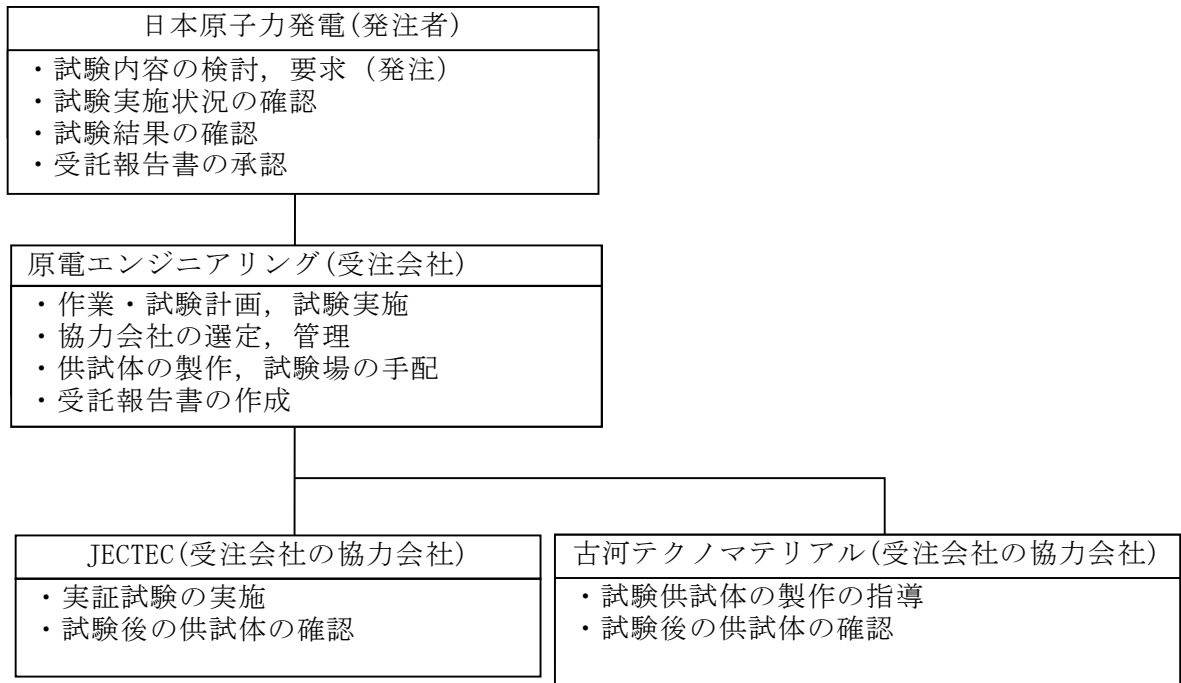 日本原子力発電(発注者)
・試験内容の検討，要求（発注）
・試験実施状況の確認
・試験結果の確認
・受託報告書の承認
原電エンジニアリング(受注会社)
・作業・試験計画，試験実施
・協力会社の選定，管理
・供試体の製作，試験場の手配
・受託報告書の作成
JECTEC(受注会社の協力会社)
・実証試験の実施
・試験後の供試体の確認
古河テクノマテリアル(受注会社の協力会社)
・試験供試体の製作の指導
・試験後の供試体の確認